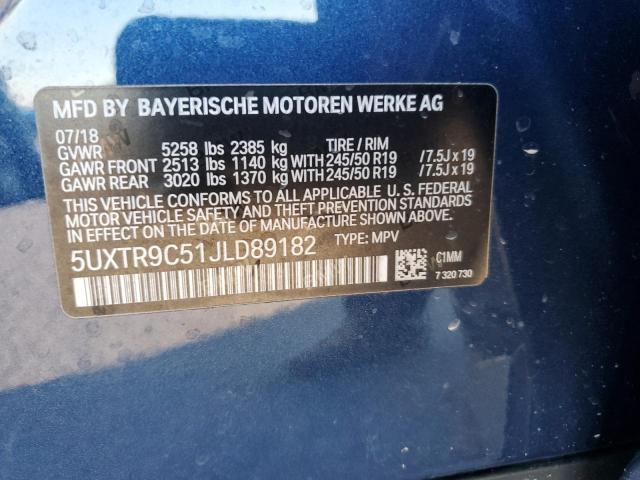 MFD BY BAYERISCHE MOTOREN WERKE AG
07/18
GVWR 5258 lbs 2385 kg TIRE / RIM
GAWR FRONT 2513 lbs 1140 kg WITH 245/50 R19 /7.5J x 19
GAWR REAR 3020 lbs 1370 kg WITH 245/50 R19 /7.5J x 19
THIS VEHICLE CONFORMS TO ALL APPLICABLE U. S. FEDERAL
MOTOR VEHICLE SAFETY AND THEFT PREVENTION STANDARDS
IN EFFECT ON THE DATE OF MANUFACTURE SHOWN ABOVE.
5UXTR9C51JLD89182 TYPE: MPV
C1MM
7 320 730